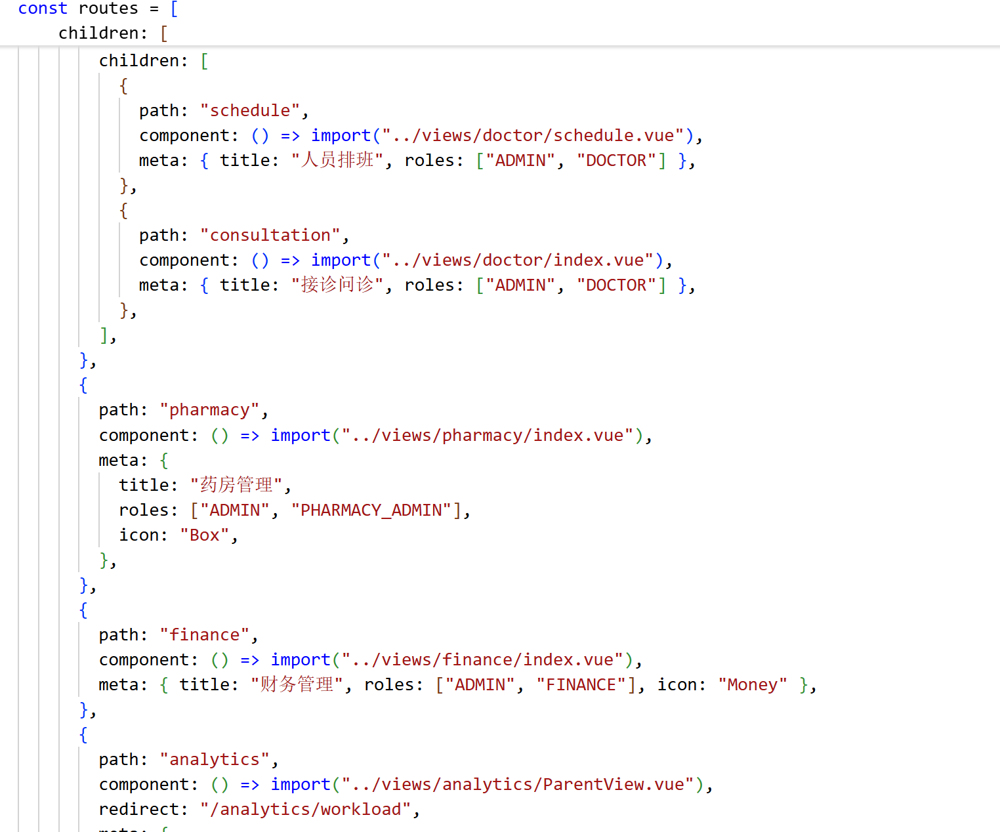 const routes = [
children: [
children: [
{
path: "schedule",
component: () => import("../views/doctor/schedule.vue"),
meta: { title: "人员排班", roles: ["ADMIN", "DOCTOR"] },
},
{
path: "consultation",
component: () => import("../views/doctor/index.vue"),
meta: { title: "接诊问诊", roles: ["ADMIN", "DOCTOR"] },
},
],
},
{
path: "pharmacy",
component: () => import("../views/pharmacy/index.vue"),
meta: {
title: "药房管理",
roles: ["ADMIN", "PHARMACY_ADMIN"],
icon: "Box",
},
},
{
path: "finance",
component: () => import("../views/finance/index.vue"),
meta: { title: "财务管理", roles: ["ADMIN", "FINANCE"], icon: "Money" },
},
{
path: "analytics",
component: () => import("../views/analytics/ParentView.vue"),
redirect: "/analytics/workload",
meta: {